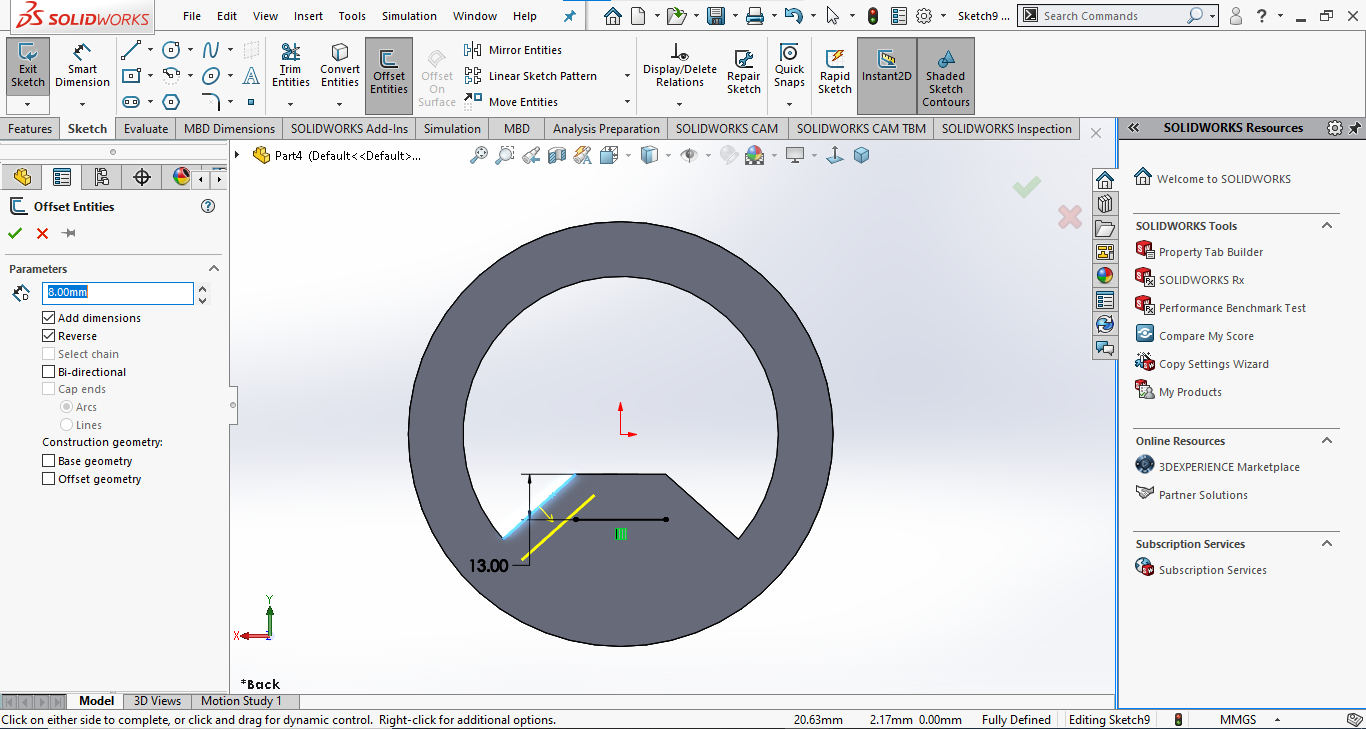 SOLIDWORKS File Edit View Insert Tools Simulation Window Help Sketch9 ... Search Commands
Exit Sketch
Smart Dimension
Trim Entities
Convert Entities
Offset Entities
Offset On Surface
Mirror Entities
Linear Sketch Pattern
Move Entities
Display/Delete Relations
Repair Sketch
Quick Snaps
Rapid Sketch
Instant2D
Shaded Sketch Contours
Features Sketch Evaluate MBD Dimensions SOLIDWORKS Add-Ins Simulation MBD Analysis Preparation SOLIDWORKS CAM SOLIDWORKS CAM TBM SOLIDWORKS Inspection
Part4 (Default<<Default>...
Offset Entities
Parameters
8.00mm
Add dimensions
Reverse
Select chain
Bi-directional
Cap ends
Arcs
Lines
Construction geometry:
Base geometry
Offset geometry
13.00
Y
X
*Back
SOLIDWORKS Resources
Welcome to SOLIDWORKS
SOLIDWORKS Tools
Property Tab Builder
SOLIDWORKS Rx
Performance Benchmark Test
Compare My Score
Copy Settings Wizard
My Products
Online Resources
3DEXPERIENCE Marketplace
Partner Solutions
Subscription Services
Subscription Services
Model 3D Views Motion Study 1
Click on either side to complete, or click and drag for dynamic control. Right-click for additional options. 20.63mm 2.17mm 0.00mm Fully Defined Editing Sketch9 MMGS